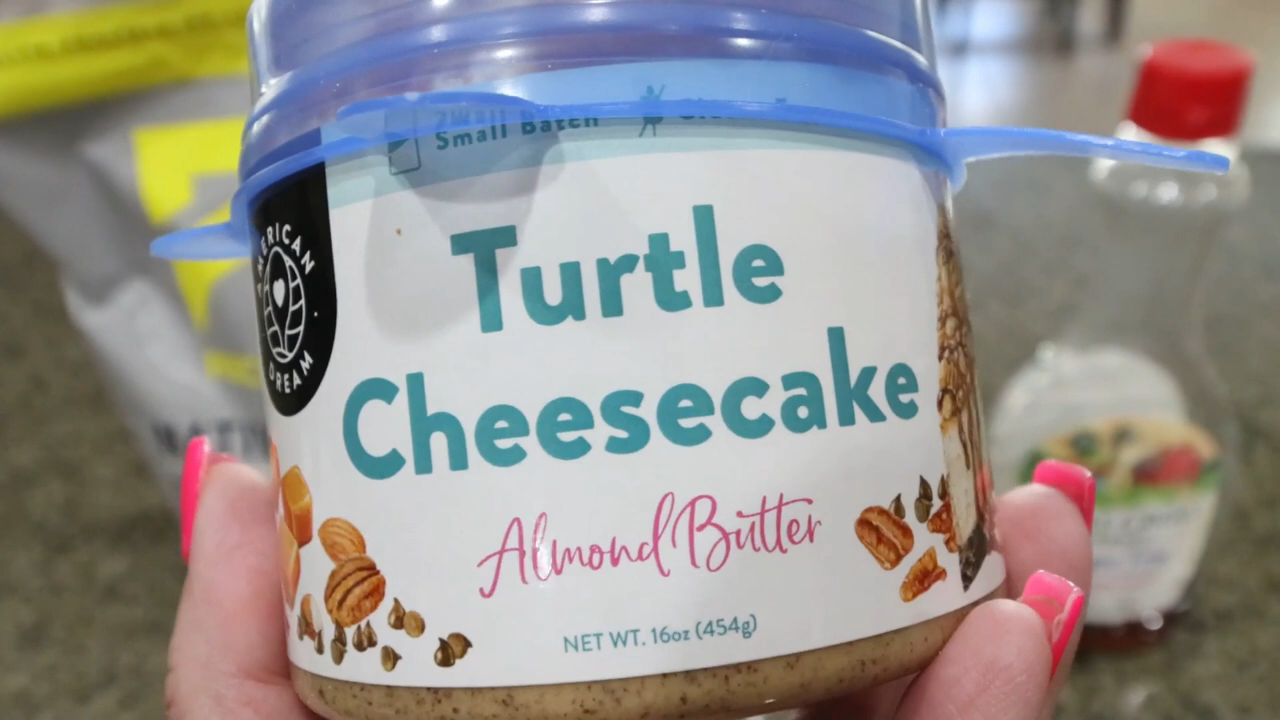 Small Batch
AMERICAN
DREAM
Turtle
Cheesecake
Almond Butter
NET WT. 16oz (454g)